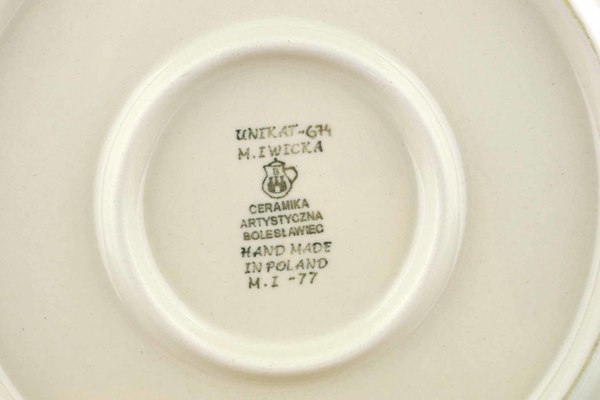 UNIKAT-674
M.IWICKA
B
CERAMIKA
ARTYSTYCZNA
BOLESŁAWIEC
HAND MADE
IN POLAND
M.I -77